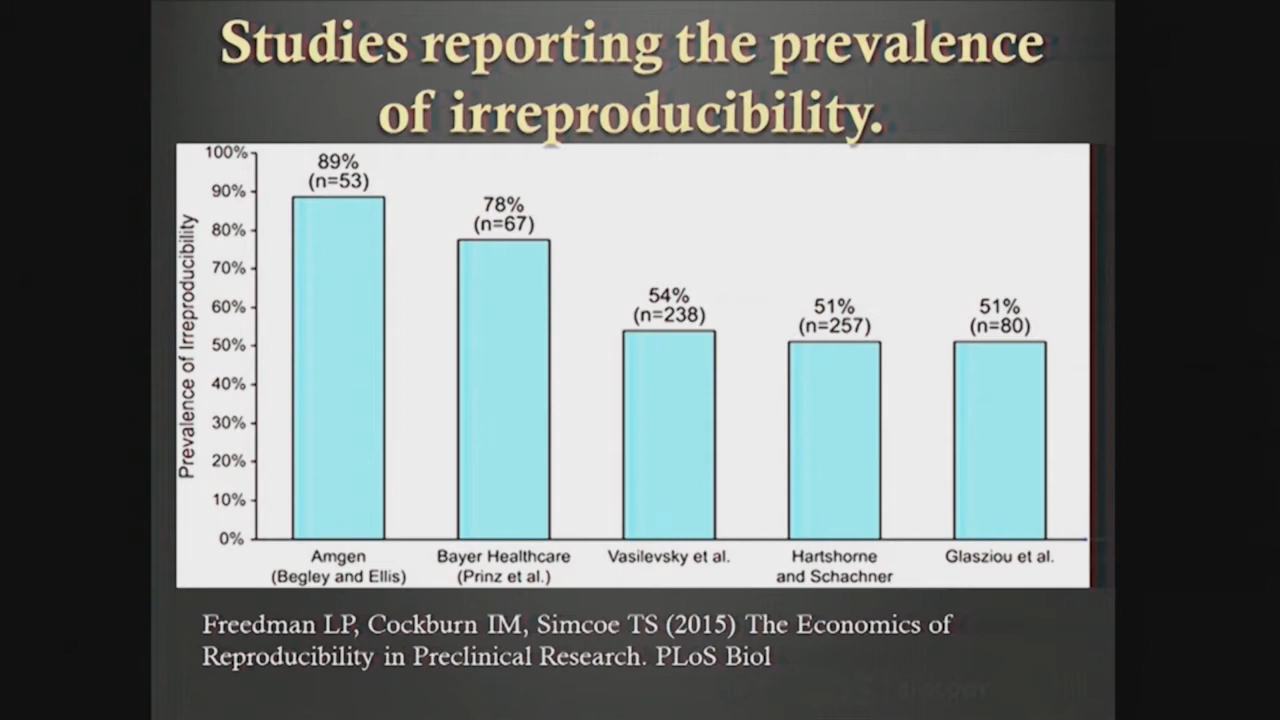 Studies reporting the prevalence
of irreproducibility.
Prevalence of Irreproducibility
100%
90%
80%
70%
60%
50%
40%
30%
20%
10%
0%
89%
(n=53)
78%
(n=67)
54%
(n=238)
51%
(n=257)
51%
(n=80)
Amgen
(Begley and Ellis)
Bayer Healthcare
(Prinz et al.)
Vasilevsky et al.
Hartshorne
and Schachner
Glasziou et al.
Freedman LP, Cockburn IM, Simcoe TS (2015) The Economics of
Reproducibility in Preclinical Research. PLoS Biol